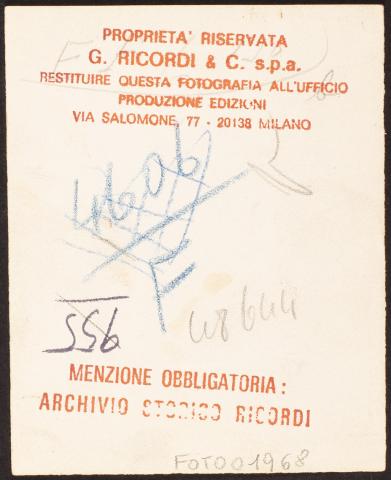 PROPRIETA' RISERVATA
G. RICORDI & C. s.p.a.
RESTITUIRE QUESTA FOTOGRAFIA ALL'UFFICIO
PRODUZIONE EDIZIONI
VIA SALOMONE, 77 - 20138 MILANO
556
MENZIONE OBBLIGATORIA:
ARCHIVIO STORICO RICORDI
FOTO01968